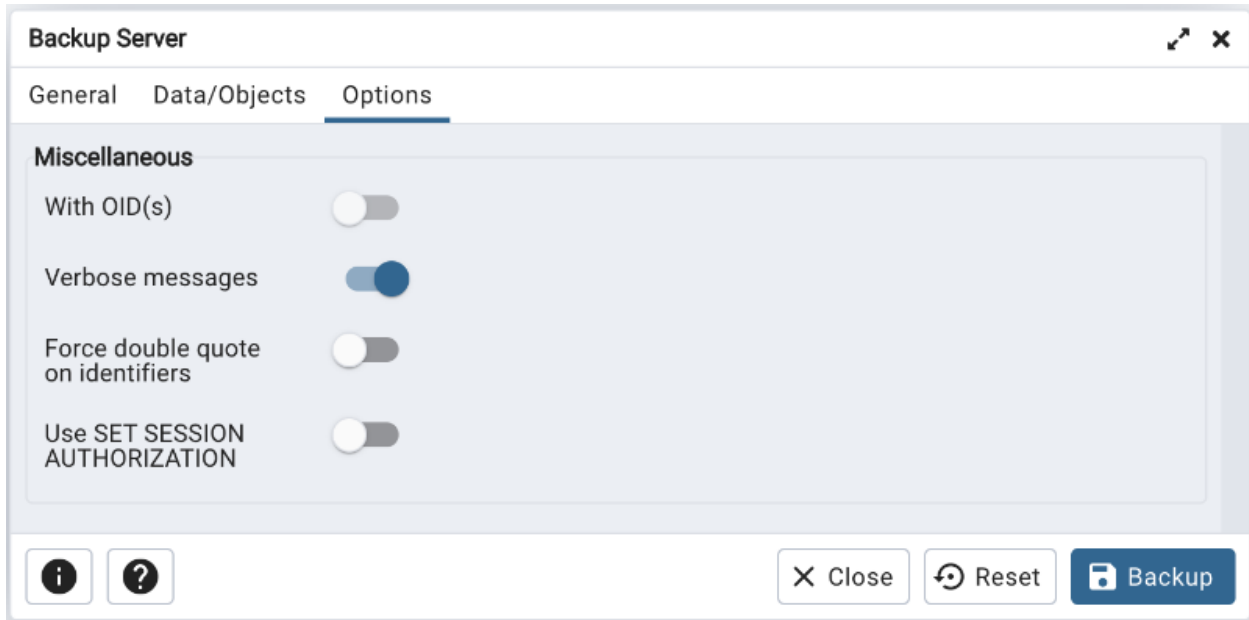 Backup Server
General Data/Objects Options
Miscellaneous
With OID(s)
Verbose messages
Force double quote
on identifiers
Use SET SESSION
AUTHORIZATION
Close Reset Backup